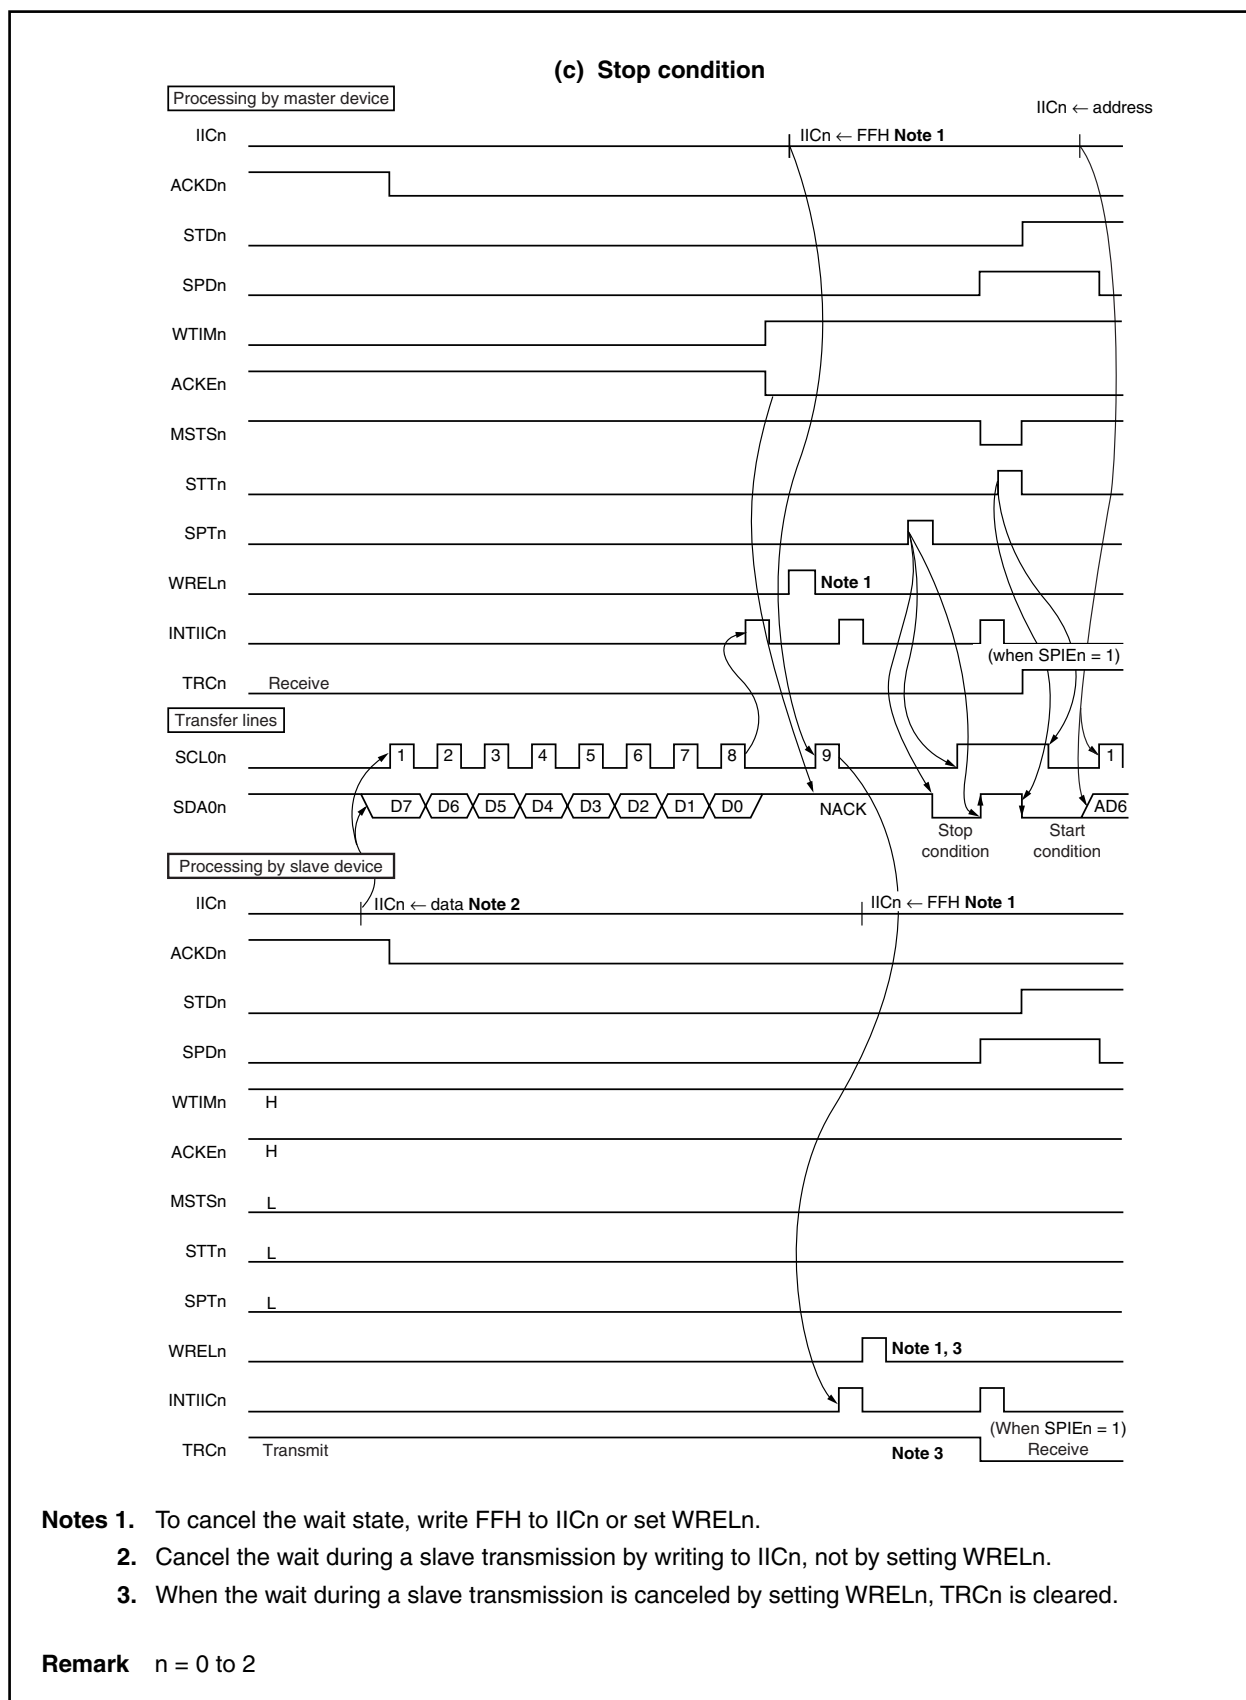 (c) Stop condition
Processing by master device
IICn ← address
IICn
IICn ← FFH Note 1
ACKDn
STDn
SPDn
WTIMn
ACKEn
MSTSn
STTn
SPTn
WRELn
Note 1
INTIICn
(when SPIEn = 1)
TRCn
Receive
Transfer lines
SCL0n
1 2 3 4 5 6 7 8 9 1
SDA0n
D7 D6 D5 D4 D3 D2 D1 D0 NACK AD6
Stop condition
Start condition
Processing by slave device
IICn
IICn ← data Note 2
IICn ← FFH Note 1
ACKDn
STDn
SPDn
WTIMn H
ACKEn H
MSTSn L
STTn L
SPTn L
WRELn
Note 1, 3
INTIICn
(When SPIEn = 1)
TRCn Transmit
Note 3
Receive
Notes 1. To cancel the wait state, write FFH to IICn or set WRELn.
2. Cancel the wait during a slave transmission by writing to IICn, not by setting WRELn.
3. When the wait during a slave transmission is canceled by setting WRELn, TRCn is cleared.
Remark n = 0 to 2